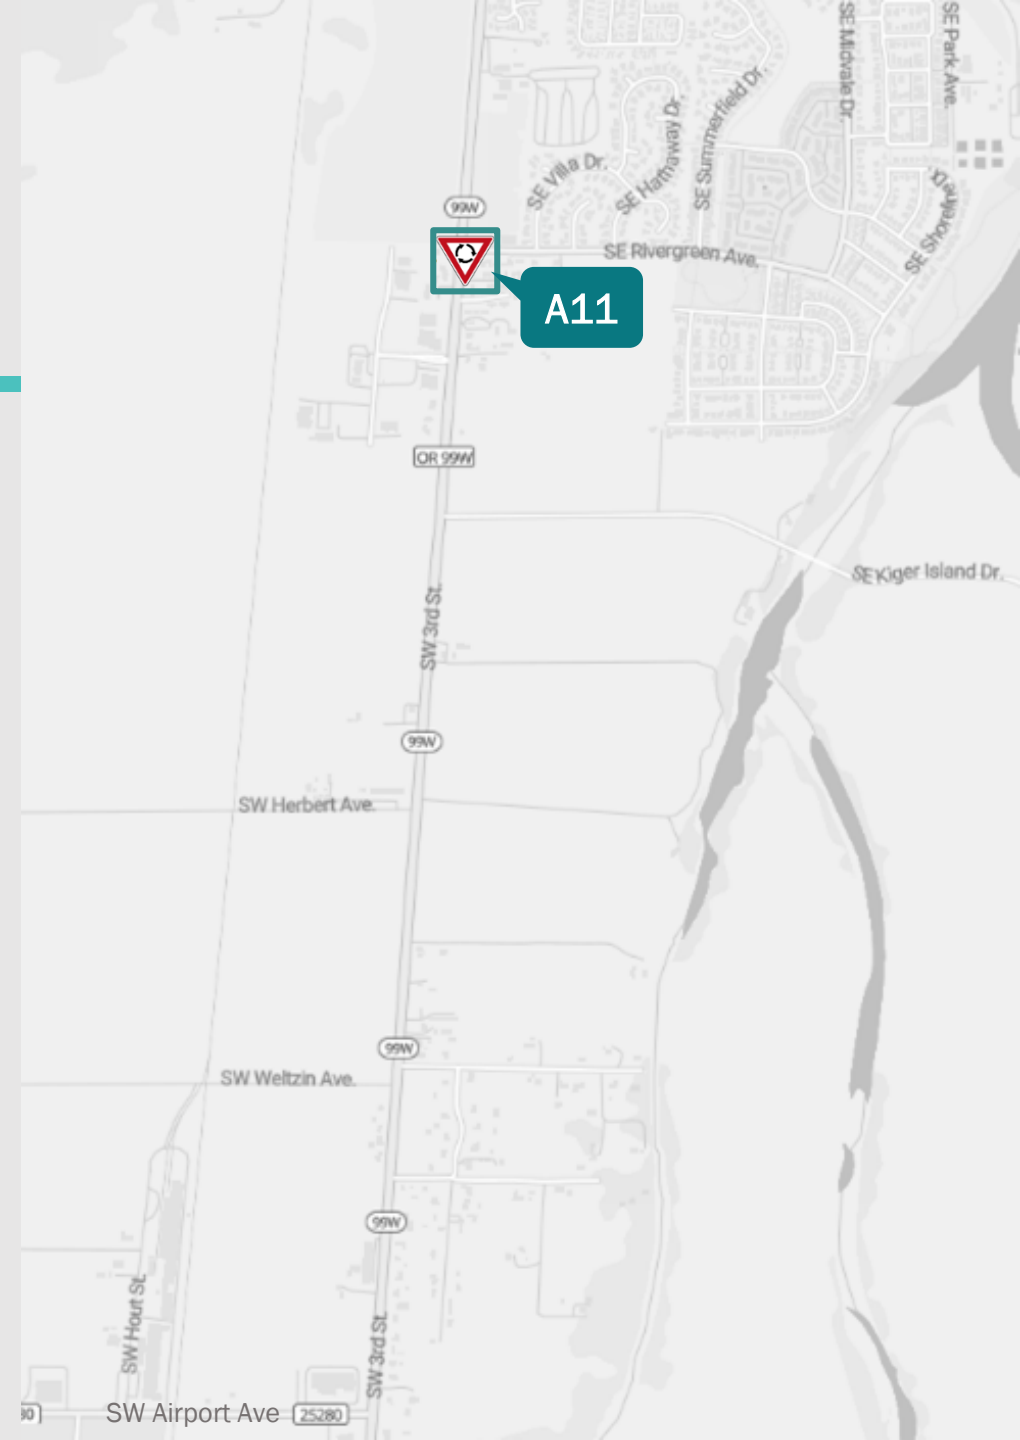 SE Midvale Dr.
SE Park Ave.
SE Summerfield Dr.
SE Hathaway Dr.
SE Villa Dr.
SE Shoreline Dr.
99W
SE Rivergreen Ave.
A11
OR 99W
SE Kiger Island Dr.
SW 3rd St.
99W
SW Herbert Ave.
99W
SW Weltzin Ave.
99W
SW Hout St.
SW 3rd St.
SW Airport Ave
25280